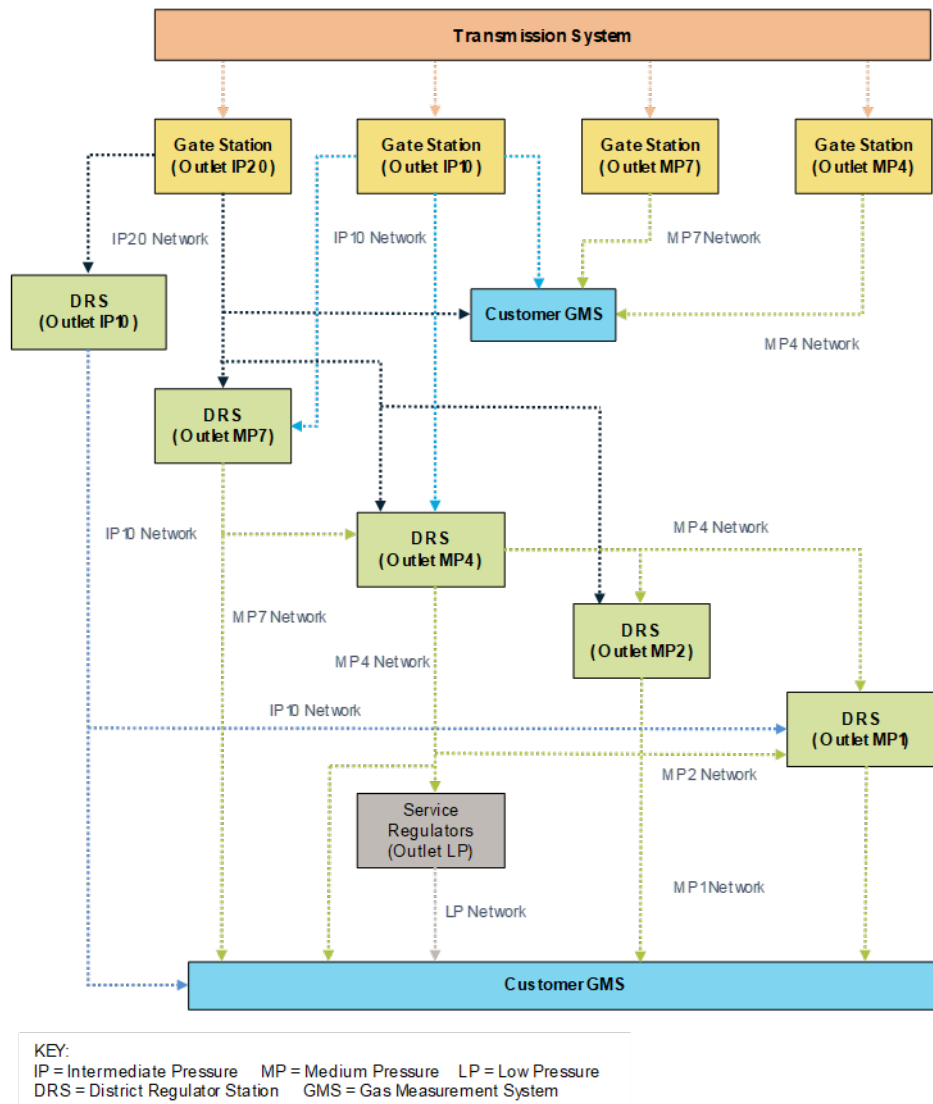 Transmission System
Gate Station
(Outlet IP20)
Gate Station
(Outlet IP10)
Gate Station
(Outlet MP7)
Gate Station
(Outlet MP4)
IP20 Network
IP10 Network
MP7 Network
DRS
(Outlet IP10)
Customer GMS
MP4 Network
DRS
(Outlet MP7)
IP10 Network
DRS
(Outlet MP4)
MP4 Network
MP7 Network
MP4 Network
DRS
(Outlet MP2)
IP10 Network
DRS
(Outlet MP1)
MP2 Network
Service
Regulators
(Outlet LP)
MP1 Network
LP Network
Customer GMS
KEY:
IP = Intermediate Pressure MP = Medium Pressure LP = Low Pressure
DRS = District Regulator Station GMS = Gas Measurement System